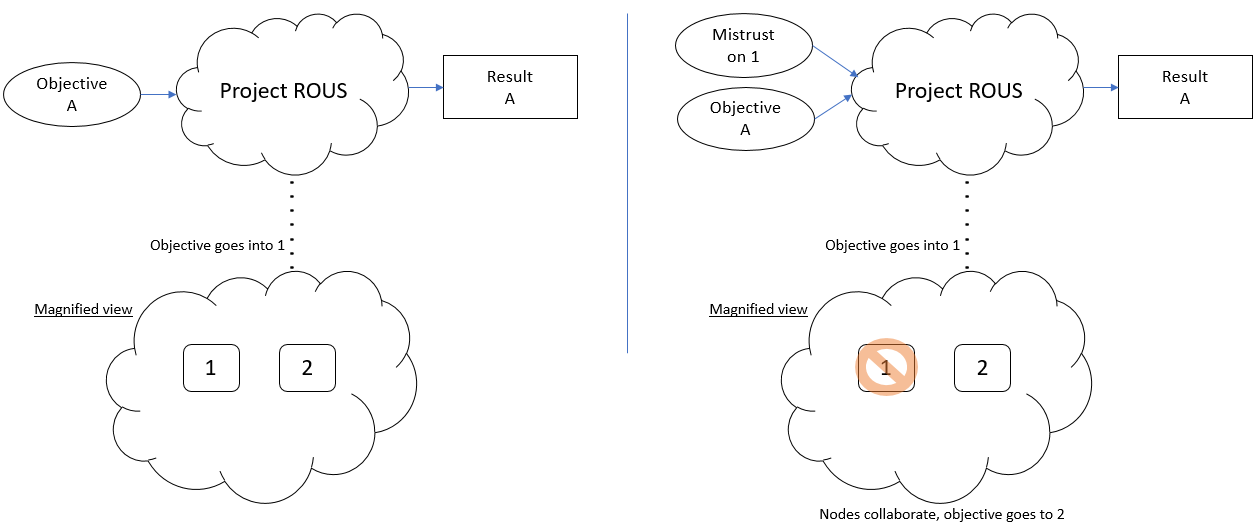 Objective
A
Project ROUS
Result
A
Objective goes into 1
Magnified view
1
2
Mistrust
on 1
Objective
A
Project ROUS
Result
A
Objective goes into 1
Magnified view
1
2
Nodes collaborate, objective goes to 2